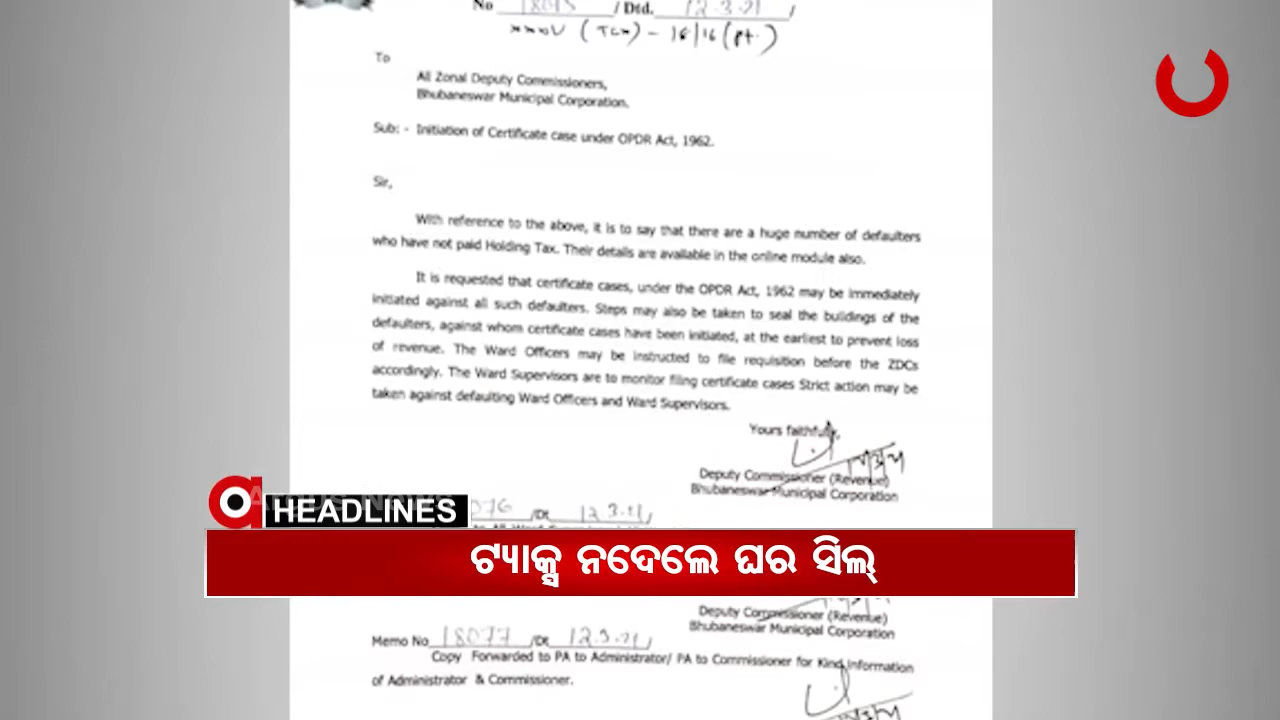 No 18075 / Dtd. 12.3.21 /
To
All Zonal Deputy Commissioners,
Bhubaneswar Municipal Corporation.
Sub: - Initiation of Certificate case under OPDR Act, 1962.
Sir,
With reference to the above, it is to say that there are a huge number of defaulters
who have not paid Holding Tax. Their details are available in the online module also.
It is requested that certificate cases, under the OPDR Act, 1962 may be immediately
initiated against all such defaulters. Steps may also be taken to seal the buildings of the
defaulters, against whom certificate cases have been initiated, at the earliest to prevent loss
of revenue. The Ward Officers may be instructed to file requisition before the ZDCs
accordingly. The Ward Supervisors are to monitor filing certificate cases Strict action may be
taken against defaulting Ward Officers and Ward Supervisors.
Yours faithfully,
Deputy Commissioner (Revenue)
Bhubaneswar Municipal Corporation
/Dt 12.3.21/
HEADLINES
ଟ୍ୟାକ୍ସ ନଦେଲେ ଘର ସିଲ୍
Deputy Commissioner (Revenue)
Bhubaneswar Municipal Corporation
Memo No 18077 /Dt 12.3.21/
Copy Forwarded to PA to Administrator/ PA to Commissioner for Kind Information
of Administrator & Commissioner.